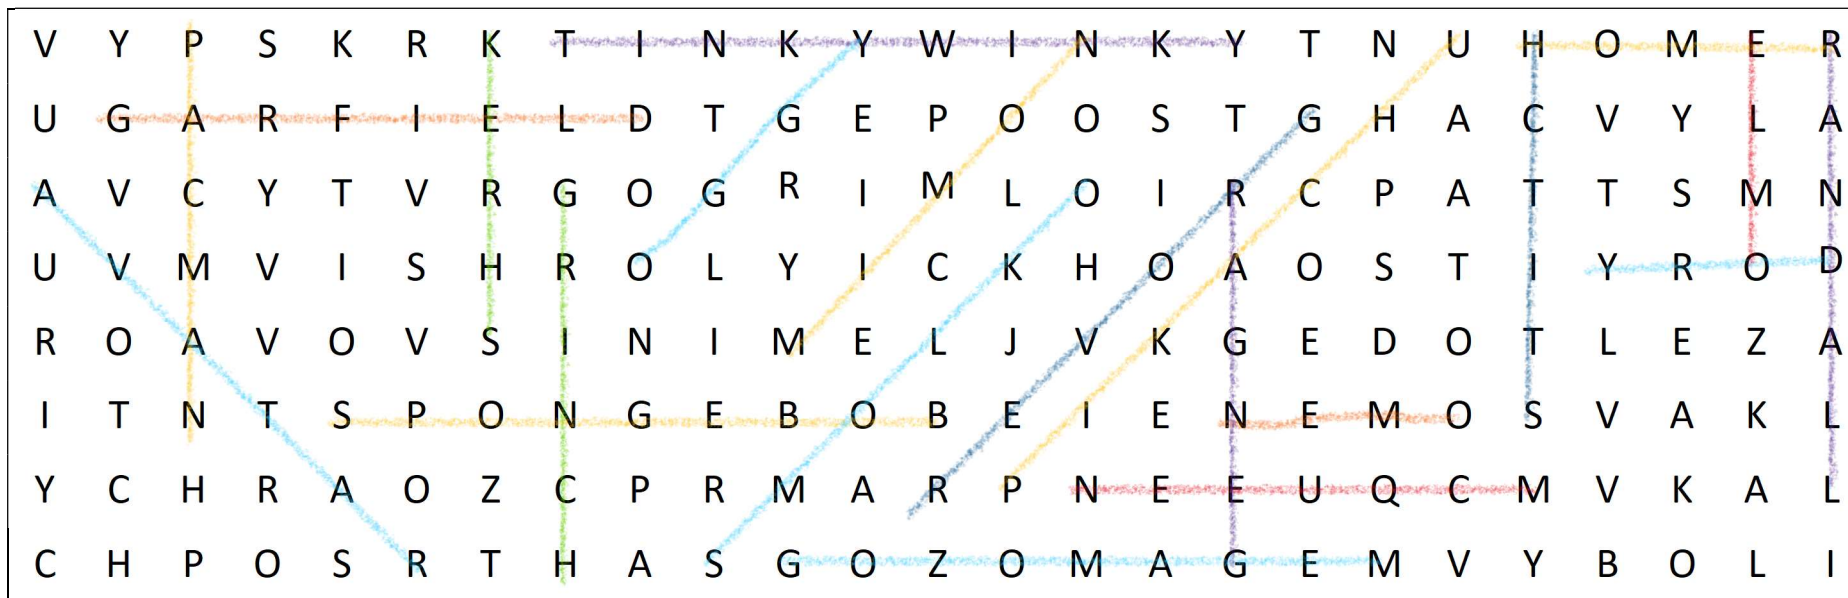 V Y P S K R K T I N K Y W I N K Y T N U H O M E R
U G A R F I E L D T G E P O O S T G H A C V Y L A
A V C Y T V R G O G R I M L O I R C P A T T S M N
U V M V I S H R O L Y I C K H O A O S T I Y R O D
R O A V O V S I N I M E L J V K G E D O T L E Z A
I T N T S P O N G E B O B E I E N E M O S V A K L
Y C H R A O Z C P R M A R P N E E U Q C M V K A L
C H P O S R T H A S G O Z O M A G E M V Y B O L I